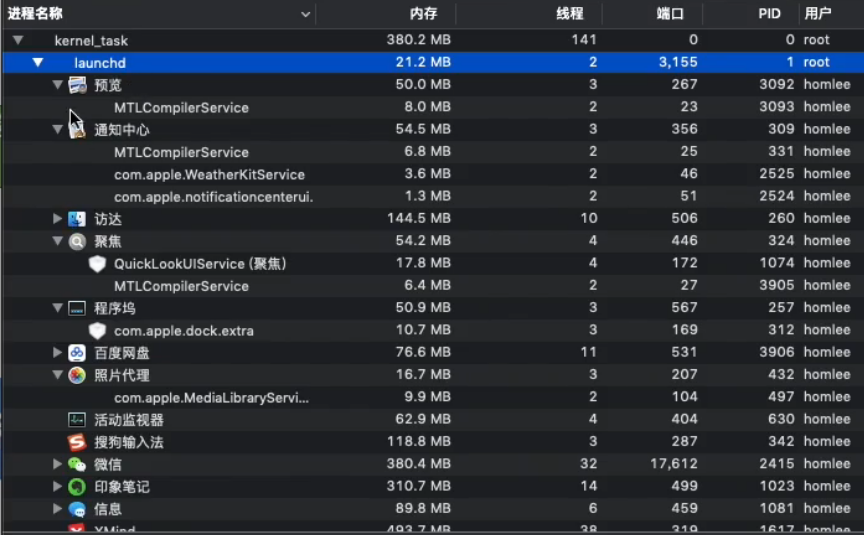 进程名称 内存 线程 端口 PID 用户
kernel_task 380.2 MB 141 0 0 root
launchd 21.2 MB 2 3,155 1 root
预览 50.0 MB 3 267 3092 homlee
MTLCompilerService 8.0 MB 2 23 3093 homlee
通知中心 54.5 MB 3 356 309 homlee
MTLCompilerService 6.8 MB 2 25 331 homlee
com.apple.WeatherKitService 3.6 MB 2 46 2525 homlee
com.apple.notificationcenterui. 1.3 MB 2 51 2524 homlee
访达 144.5 MB 10 506 260 homlee
聚焦 54.2 MB 4 446 324 homlee
QuickLookUIService (聚焦) 17.8 MB 4 172 1074 homlee
MTLCompilerService 6.4 MB 2 27 3905 homlee
程序坞 50.9 MB 3 567 257 homlee
com.apple.dock.extra 10.7 MB 3 169 312 homlee
百度网盘 76.6 MB 11 531 3906 homlee
照片代理 16.7 MB 3 207 432 homlee
com.apple.MediaLibraryServi... 9.9 MB 2 104 497 homlee
活动监视器 62.9 MB 4 404 630 homlee
搜狗输入法 118.8 MB 3 287 342 homlee
微信 380.4 MB 32 17,612 2415 homlee
印象笔记 310.7 MB 14 499 1023 homlee
信息 89.8 MB 6 459 1081 homlee
XMind 493.7 MB 38 319 1617 homlee